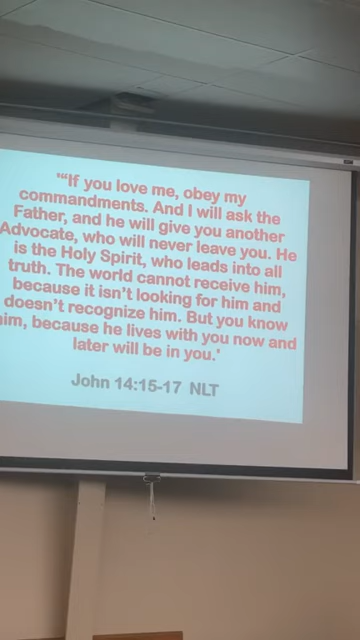 "“If you love me, obey my
commandments. And I will ask the
Father, and he will give you another
Advocate, who will never leave you. He
is the Holy Spirit, who leads into all
truth. The world cannot receive him,
because it isn’t looking for him and
doesn’t recognize him. But you know
him, because he lives with you now and
later will be in you.'
John 14:15-17 NLT